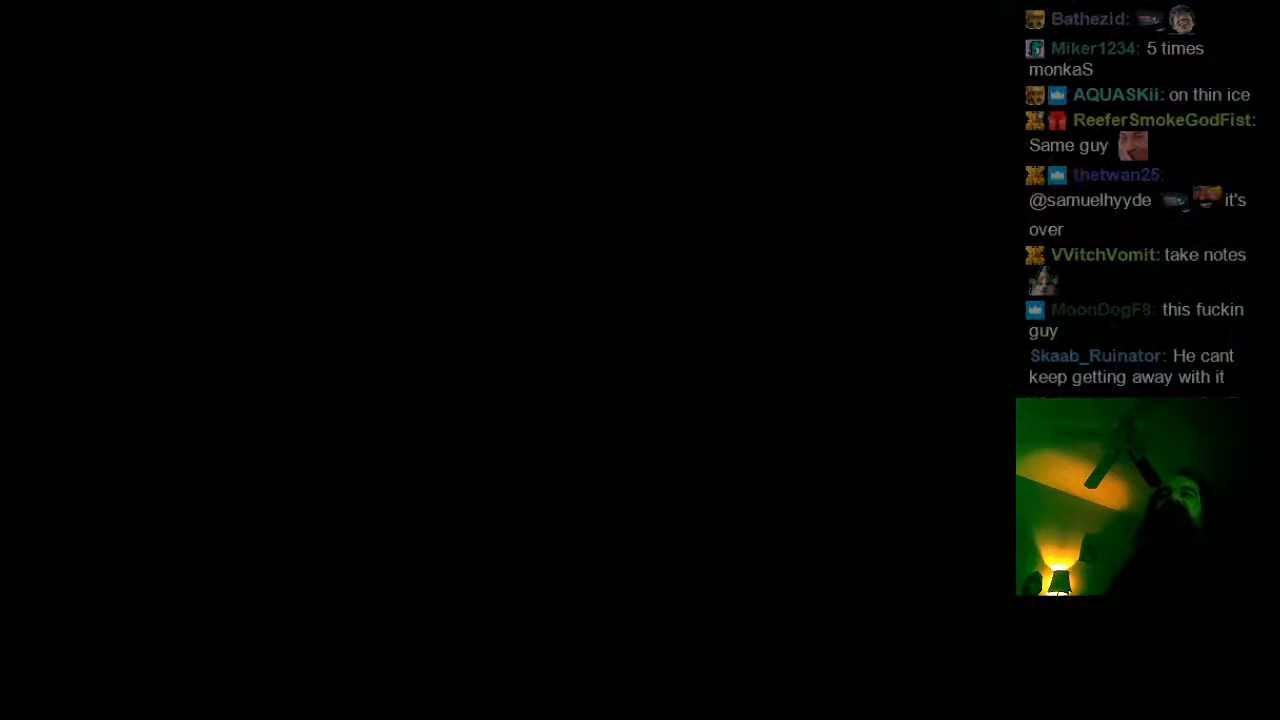 Bathezid:
Miker1234: 5 times
monkaS
AQUASKii: on thin ice
ReeferSmokeGodFist:
Same guy
thetwan25:
@samuelhyyde it's
over
VVitchVomit: take notes
MoonDogF8: this fuckin
guy
Skaab_Ruinator: He cant
keep getting away with it